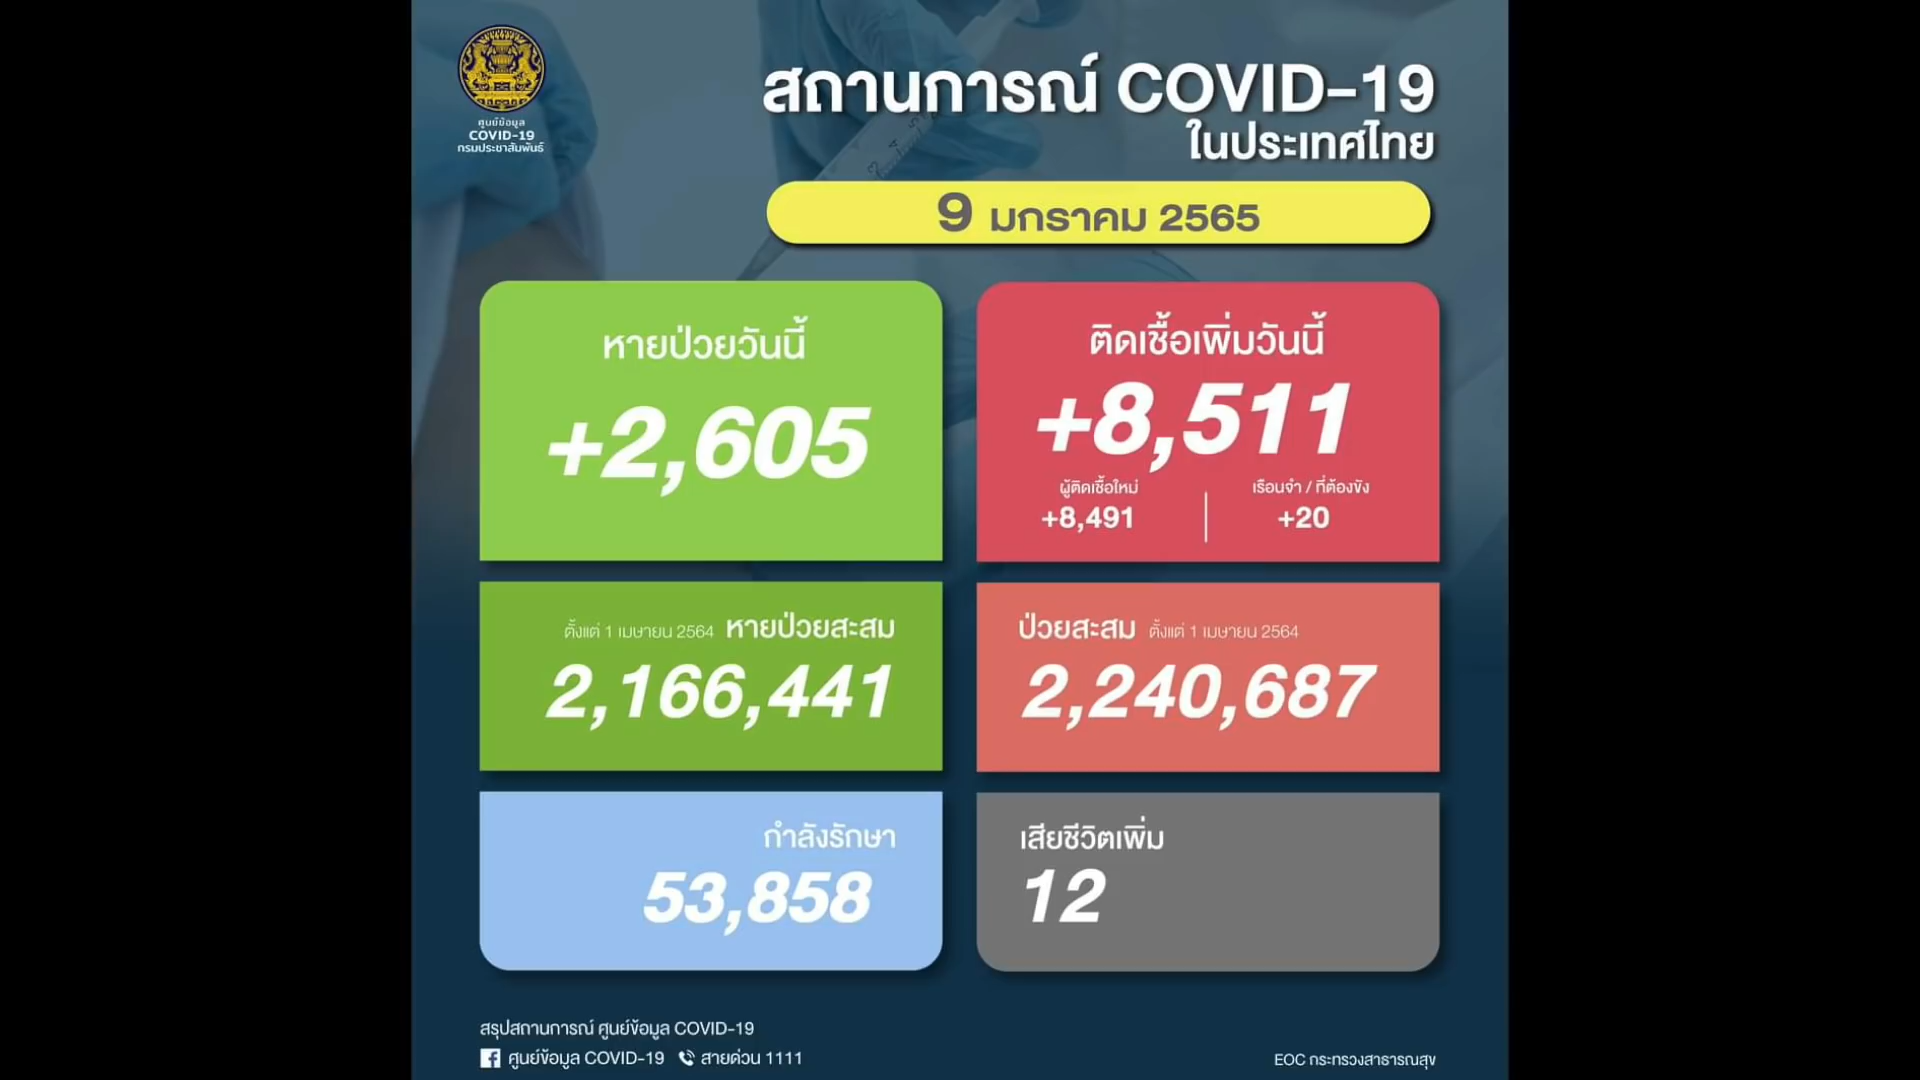 ศูนย์ข้อมูล
COVID-19
กรมประชาสัมพันธ์
สถานการณ์ COVID-19
ในประเทศไทย
9 มกราคม 2565
หายป่วยวันนี้
+2,605
ติดเชื้อเพิ่มวันนี้
+8,511
ผู้ติดเชื้อใหม่
+8,491
เรือนจำ / ที่ต้องขัง
+20
ตั้งแต่ 1 เมษายน 2564 หายป่วยสะสม
2,166,441
ป่วยสะสม ตั้งแต่ 1 เมษายน 2564
2,240,687
กำลังรักษา
53,858
เสียชีวิตเพิ่ม
12
สรุปสถานการณ์ ศูนย์ข้อมูล COVID-19
ศูนย์ข้อมูล COVID-19 สายด่วน 1111
EOC กระทรวงสาธารณสุข